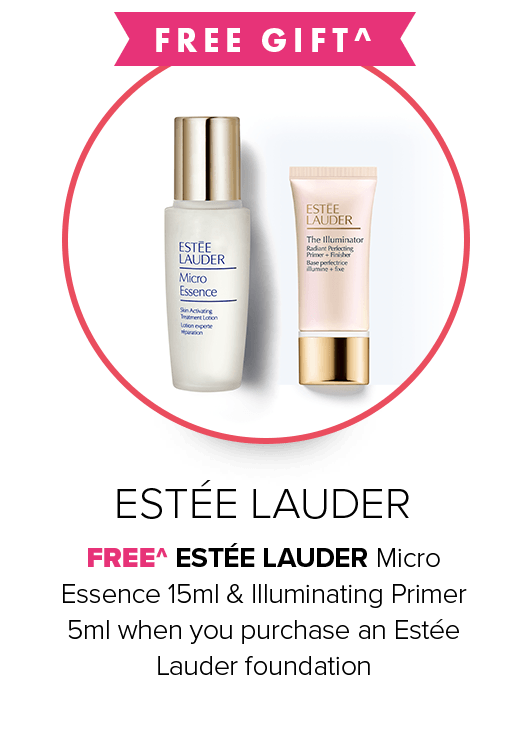 FREE GIFT^
ESTĒE
LAUDER
Micro
Essence
Skin Activating
Treatment Lotion
Lotion experte
réparation
ESTĒE
LAUDER
The Illuminator
Radiant Perfecting
Primer + Finisher
Base perfectrice
illumine + fixe
ESTÉE LAUDER
FREE^ ESTÉE LAUDER Micro
Essence 15ml & Illuminating Primer
5ml when you purchase an Estée
Lauder foundation